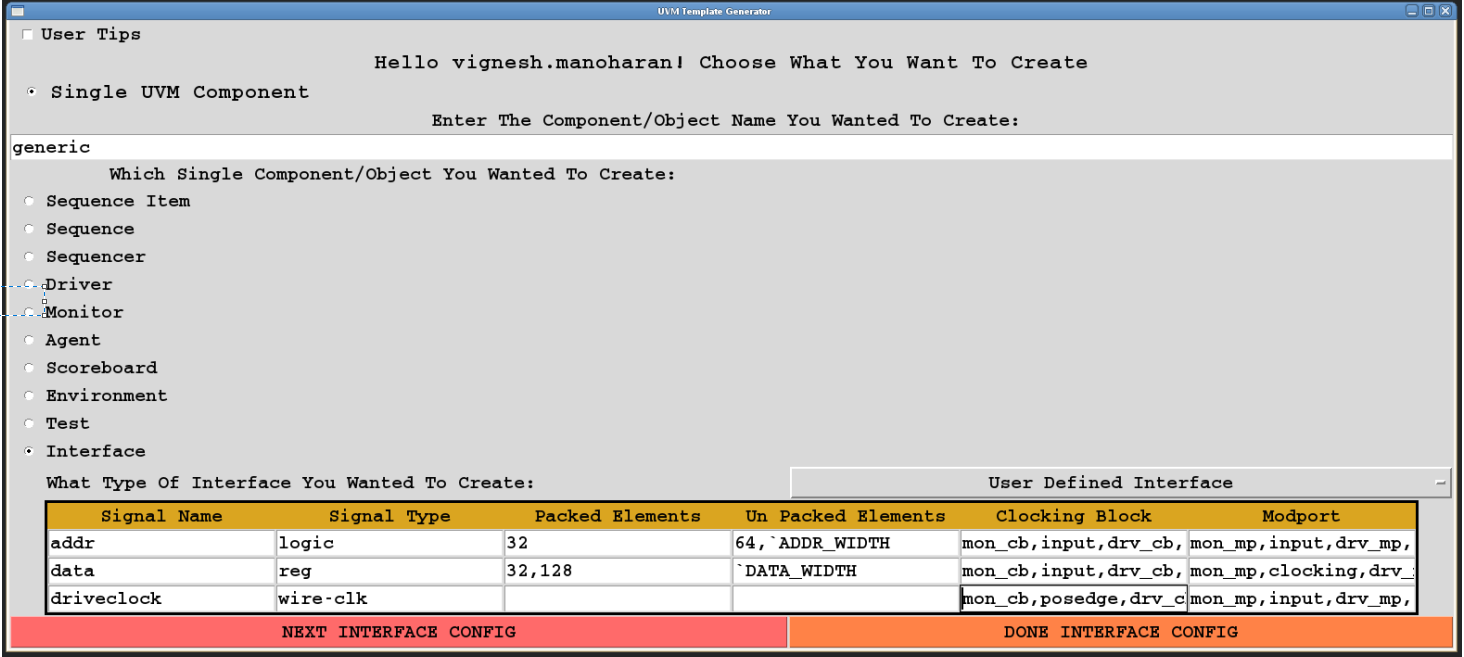 UVM Template Generator
User Tips
Hello vignesh.manoharan! Choose What You Want To Create
Single UVM Component
Enter The Component/Object Name You Wanted To Create:
generic
Which Single Component/Object You Wanted To Create:
Sequence Item
Sequence
Sequencer
Driver
Monitor
Agent
Scoreboard
Environment
Test
Interface
What Type Of Interface You Wanted To Create: User Defined Interface
Signal Name Signal Type Packed Elements Un Packed Elements Clocking Block Modport
addr logic 32 64,`ADDR_WIDTH mon_cb,input,drv_cb, mon_mp,input,drv_mp,
data reg 32,128 `DATA_WIDTH mon_cb,input,drv_cb, mon_mp,clocking,drv_
driveclock wire-clk mon_cb,posedge,drv_c mon_mp,input,drv_mp,
NEXT INTERFACE CONFIG DONE INTERFACE CONFIG